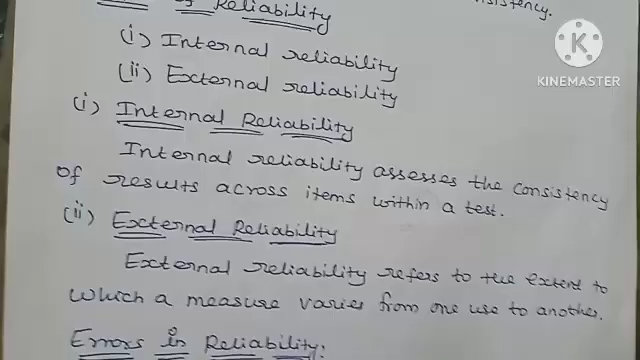 of Reliability consistency.
(i) Internal reliability
(ii) External reliability
(i) Internal Reliability
Internal reliability assesses the consistency
of results across items within a test.
(ii) External Reliability
External reliability refers to the extent to
which a measure varies from one use to another.
Errors in Reliability:
K
KINEMASTER